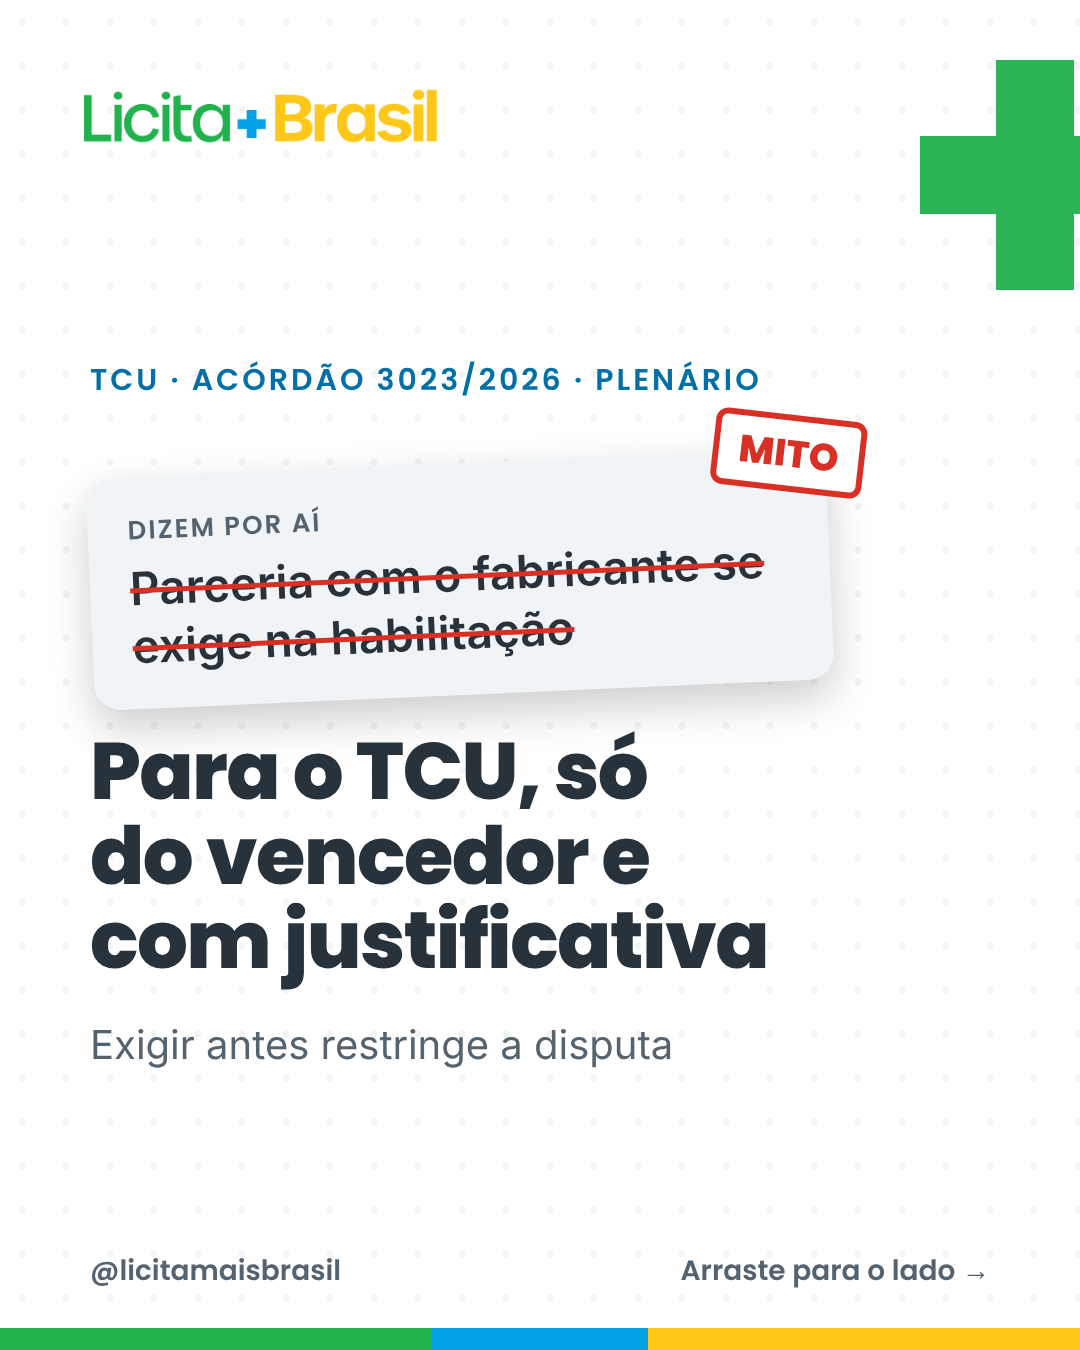 Licita+Brasil
TCU · ACÓRDÃO 3023/2026 · PLENÁRIO
MITO
DIZEM POR AÍ
Parceria com o fabricante se
exige na habilitação
Para o TCU, só
do vencedor e
com justificativa
Exigir antes restringe a disputa
@licitamaisbrasil
Arraste para o lado →